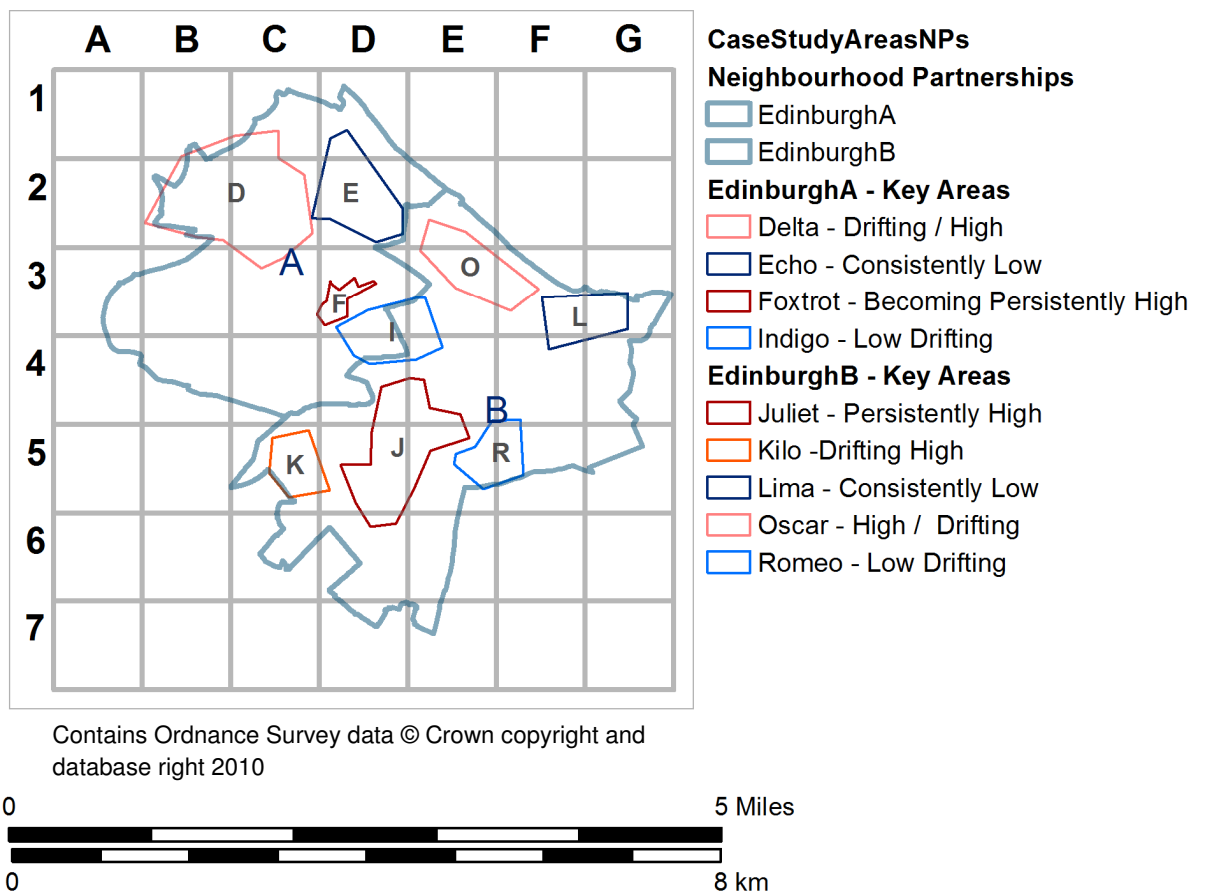 A B C D E F G
1
2
3
4
5
6
7
D
E
A
O
F
L
I
B
J
R
K
CaseStudyAreasNPs
Neighbourhood Partnerships
EdinburghA
EdinburghB
EdinburghA - Key Areas
Delta - Drifting / High
Echo - Consistently Low
Foxtrot - Becoming Persistently High
Indigo - Low Drifting
EdinburghB - Key Areas
Juliet - Persistently High
Kilo -Drifting High
Lima - Consistently Low
Oscar - High /  Drifting
Romeo - Low Drifting
Contains Ordnance Survey data © Crown copyright and
database right 2010
0 5 Miles
0 8 km